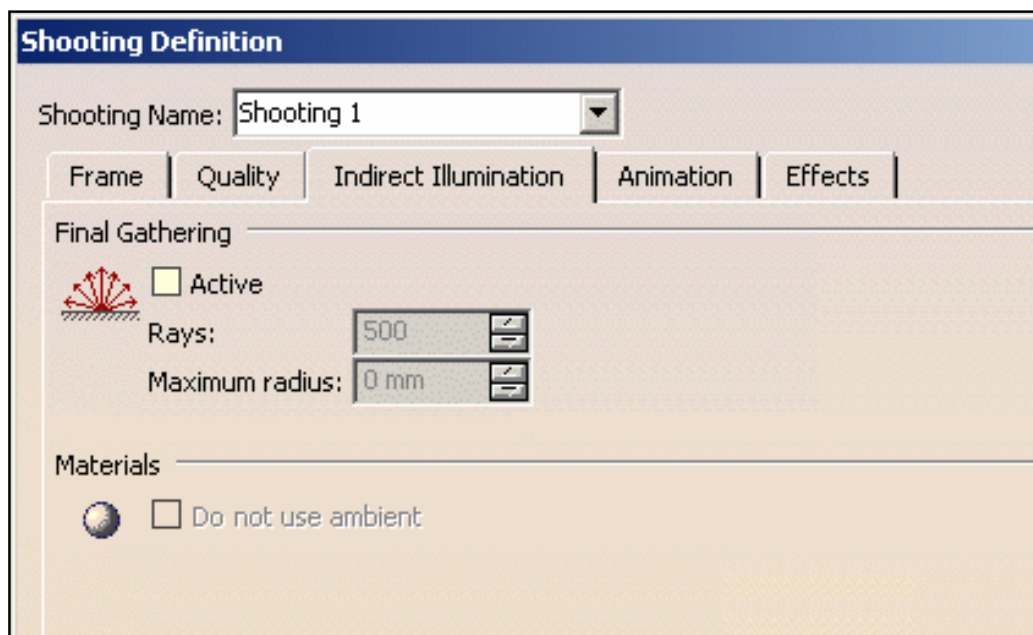 Shooting Definition
Shooting Name: Shooting 1
Frame Quality Indirect Illumination Animation Effects
Final Gathering
Active
Rays: 500
Maximum radius: 0 mm
Materials
Do not use ambient